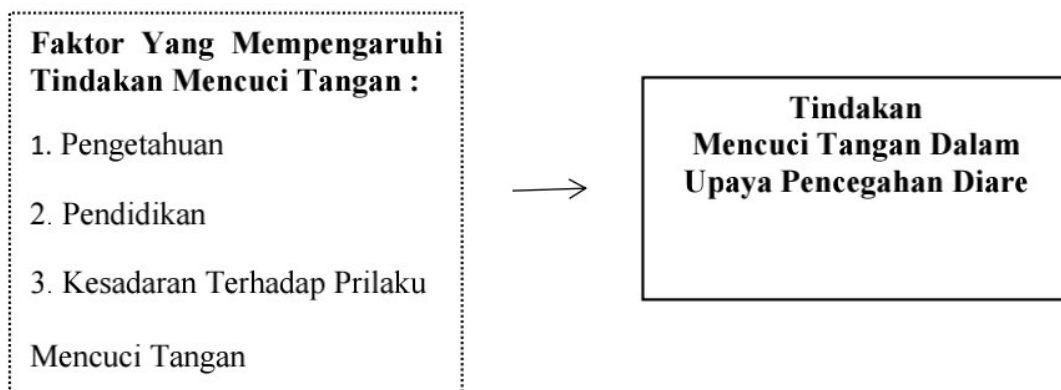 Faktor Yang Mempengaruhi
Tindakan Mencuci Tangan :
1. Pengetahuan
2. Pendidikan
3. Kesadaran Terhadap Prilaku
Mencuci Tangan
Tindakan
Mencuci Tangan Dalam
Upaya Pencegahan Diare